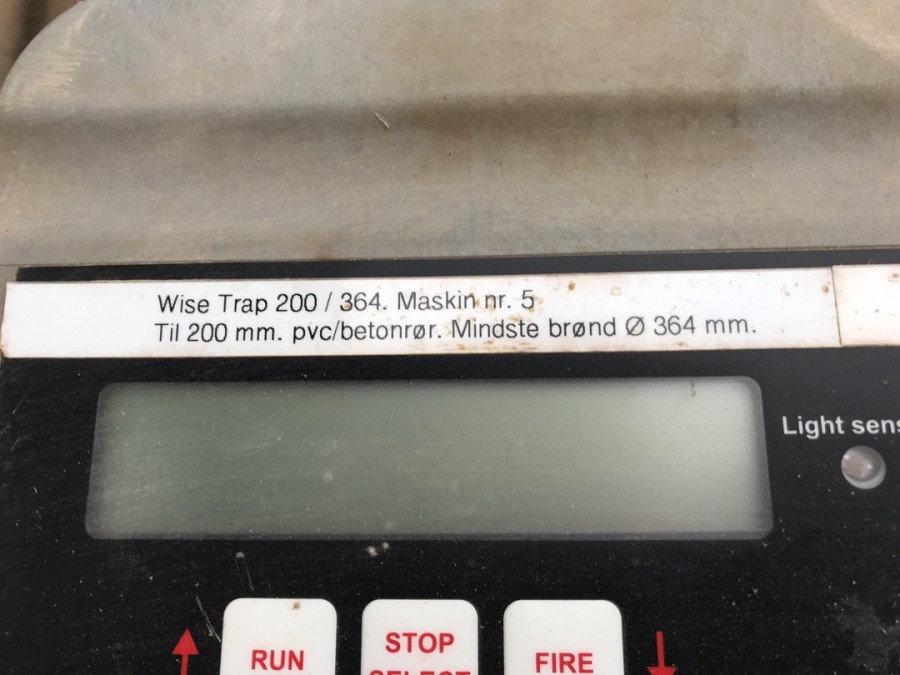 Wise Trap 200 / 364. Maskin nr. 5
Til 200 mm. pvc/betonrør. Mindste brønd Ø 364 mm.
Light sens
RUN
STOP
SELECT
FIRE